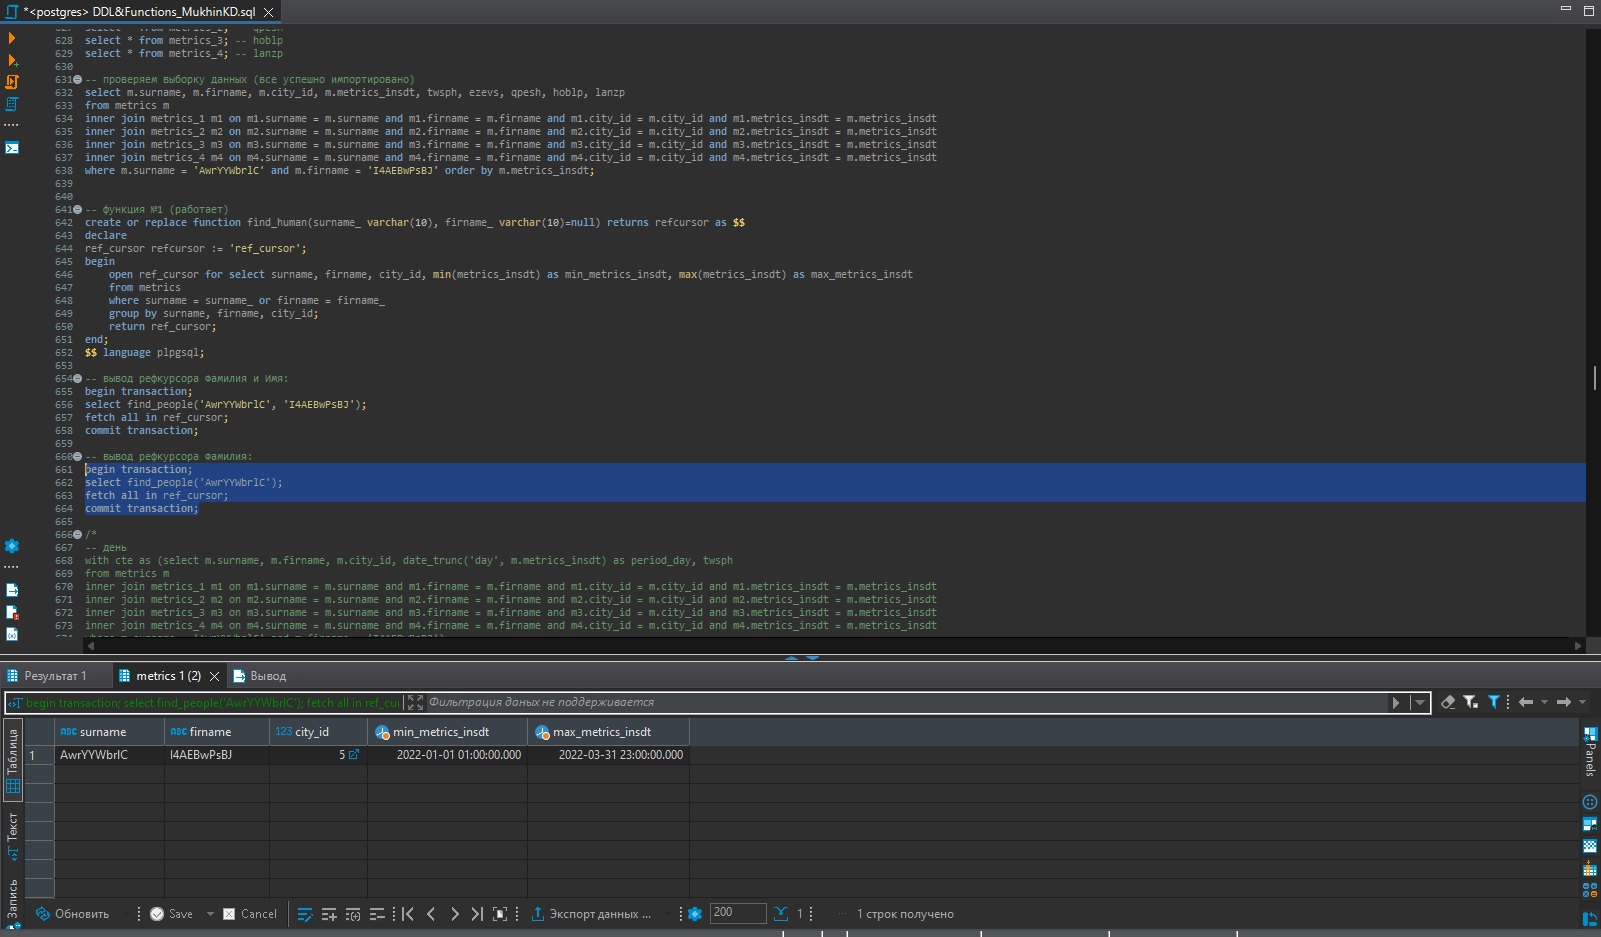 *<postgres> DDL&Functions_MukhinKD.sql
628 select * from metrics_3; -- hoblp
629 select * from metrics_4; -- lanzp
630
631 -- проверяем выборку данных (все успешно импортировано)
632 select m.surname, m.firname, m.city_id, m.metrics_insdt, twsph, ezevs, qpesh, hoblp, lanzp
633 from metrics m
634 inner join metrics_1 m1 on m1.surname = m.surname and m1.firname = m.firname and m1.city_id = m.city_id and m1.metrics_insdt = m.metrics_insdt
635 inner join metrics_2 m2 on m2.surname = m.surname and m2.firname = m.firname and m2.city_id = m.city_id and m2.metrics_insdt = m.metrics_insdt
636 inner join metrics_3 m3 on m3.surname = m.surname and m3.firname = m.firname and m3.city_id = m.city_id and m3.metrics_insdt = m.metrics_insdt
637 inner join metrics_4 m4 on m4.surname = m.surname and m4.firname = m.firname and m4.city_id = m.city_id and m4.metrics_insdt = m.metrics_insdt
638 where m.surname = 'AwrYYWbrlC' and m.firname = 'I4AEBwPsBJ' order by m.metrics_insdt;
639
640
641 -- функция №1 (работает)
642 create or replace function find_human(surname_ varchar(10), firname_ varchar(10)=null) returns refcursor as $$
643 declare
644 ref_cursor refcursor := 'ref_cursor';
645 begin
646 open ref_cursor for select surname, firname, city_id, min(metrics_insdt) as min_metrics_insdt, max(metrics_insdt) as max_metrics_insdt
647 from metrics
648 where surname = surname_ or firname = firname_
649 group by surname, firname, city_id;
650 return ref_cursor;
651 end;
652 $$ language plpgsql;
653
654 -- вывод рефкурсора Фамилия и Имя:
655 begin transaction;
656 select find_people('AwrYYWbrlC', 'I4AEBwPsBJ');
657 fetch all in ref_cursor;
658 commit transaction;
659
660 -- вывод рефкурсора Фамилия:
661 begin transaction;
662 select find_people('AwrYYWbrlC');
663 fetch all in ref_cursor;
664 commit transaction;
665
666 /*
667 -- день
668 with cte as (select m.surname, m.firname, m.city_id, date_trunc('day', m.metrics_insdt) as period_day, twsph
669 from metrics m
670 inner join metrics_1 m1 on m1.surname = m.surname and m1.firname = m.firname and m1.city_id = m.city_id and m1.metrics_insdt = m.metrics_insdt
671 inner join metrics_2 m2 on m2.surname = m.surname and m2.firname = m.firname and m2.city_id = m.city_id and m2.metrics_insdt = m.metrics_insdt
672 inner join metrics_3 m3 on m3.surname = m.surname and m3.firname = m.firname and m3.city_id = m.city_id and m3.metrics_insdt = m.metrics_insdt
673 inner join metrics_4 m4 on m4.surname = m.surname and m4.firname = m.firname and m4.city_id = m.city_id and m4.metrics_insdt = m.metrics_insdt
Результат 1 metrics 1 (2) Вывод
begin transaction; select find_people('AwrYYWbrlC'); fetch all in ref_cur Фильтрация данных не поддерживается
ABC surname ABC firname 123 city_id min_metrics_insdt max_metrics_insdt
1 AwrYYWbrlC I4AEBwPsBJ 5 2022-01-01 01:00:00.000 2022-03-31 23:00:00.000
Таблица
Текст
Запись
Panels
Обновить Save Cancel Экспорт данных ... 200 1 1 строк получено